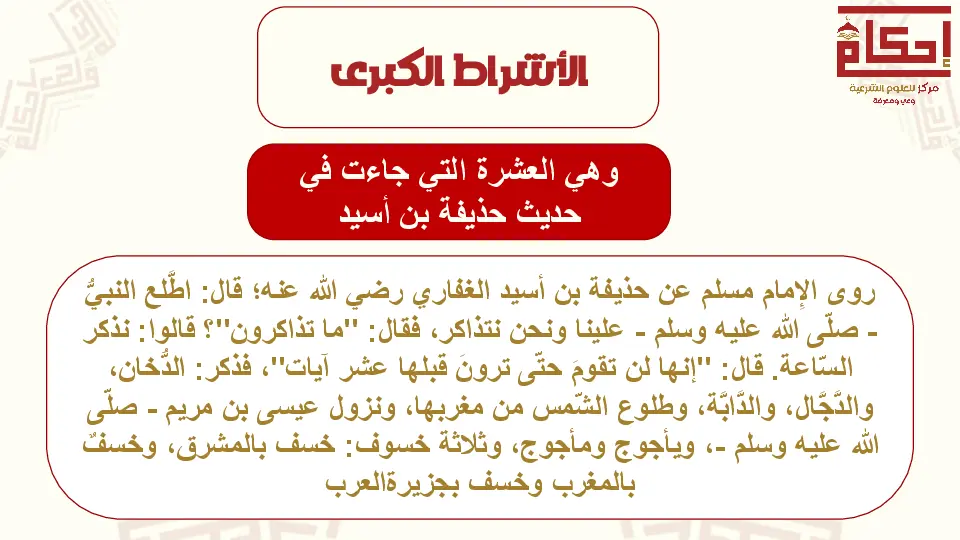 إحكام
مركز للعلوم الشرعية
وعي ومعرفة
الأشراط الكبرى
وهي العشرة التي جاءت في
حديث حذيفة بن أسيد
روى الإِمام مسلم عن حذيفة بن أسيد الغفاري رضي الله عنه؛ قال: اطَّلع النبيُّ
- صلّى الله عليه وسلم - علينا ونحن نتذاكر، فقال: "ما تذاكرون"؟ قالوا: نذكر
السّاعة. قال: "إنها لن تقومَ حتّى ترونَ قبلها عشر آيات"، فذكر: الدُّخان،
والدَّجَّال، والدَّابَّة، وطلوع الشّمس من مغربها، ونزول عيسى بن مريم - صلّى
الله عليه وسلم -، ويأجوج ومأجوج، وثلاثة خسوف: خسف بالمشرق، وخسفٌ
بالمغرب وخسف بجزيرةالعرب